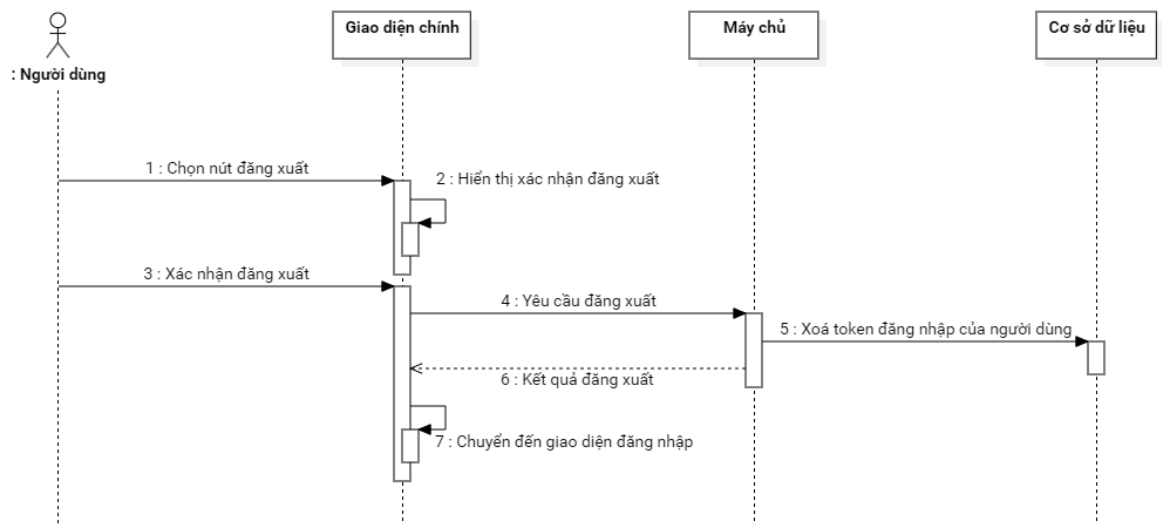 Giao diện chính
Máy chủ
Cơ sở dữ liệu
: Người dùng
1 : Chọn nút đăng xuất
2 : Hiển thị xác nhận đăng xuất
3 : Xác nhận đăng xuất
4 : Yêu cầu đăng xuất
5 : Xoá token đăng nhập của người dùng
6 : Kết quả đăng xuất
7 : Chuyển đến giao diện đăng nhập